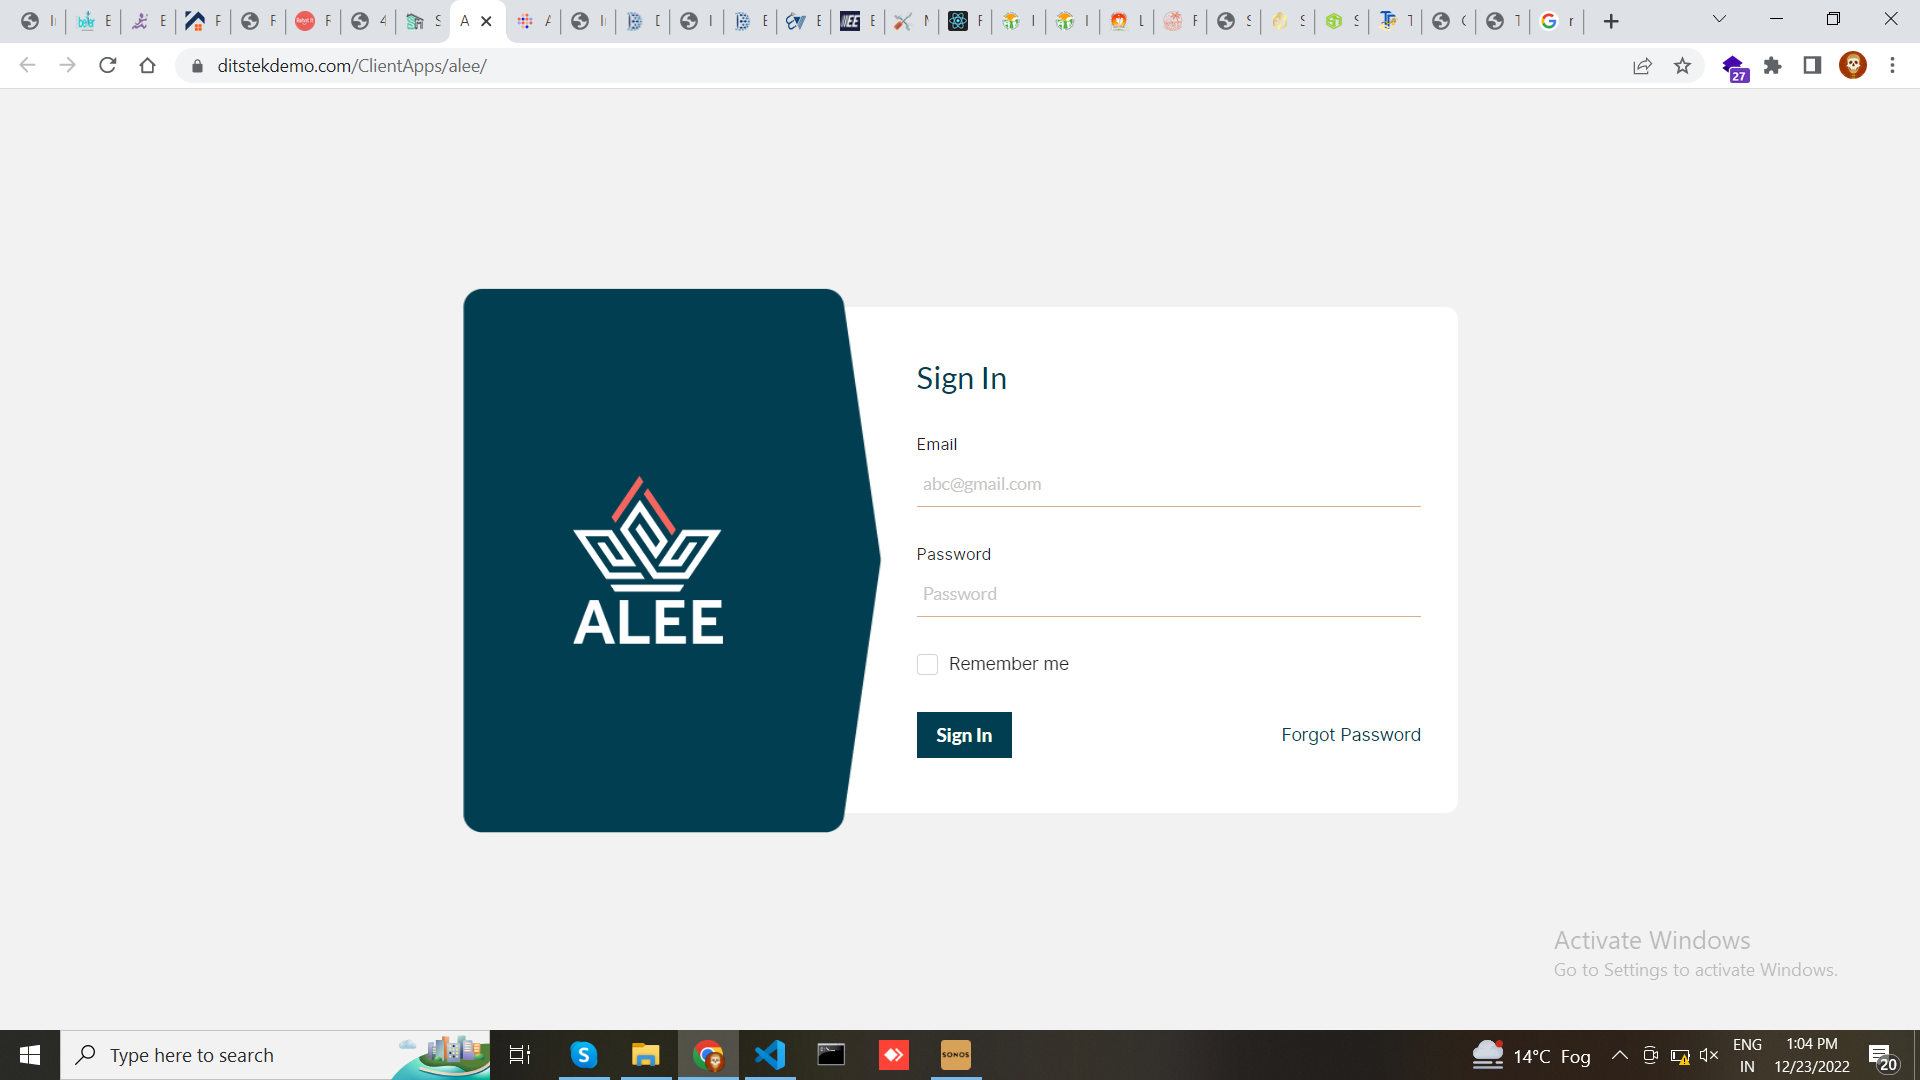 ditstekdemo.com/ClientApps/alee/
27
ALEE
Sign In
Email
abc@gmail.com
Password
Password
Remember me
Sign In
Forgot Password
Activate Windows
Go to Settings to activate Windows.
Type here to search
SONOS
14°C Fog
ENG
IN
1:04 PM
12/23/2022
20